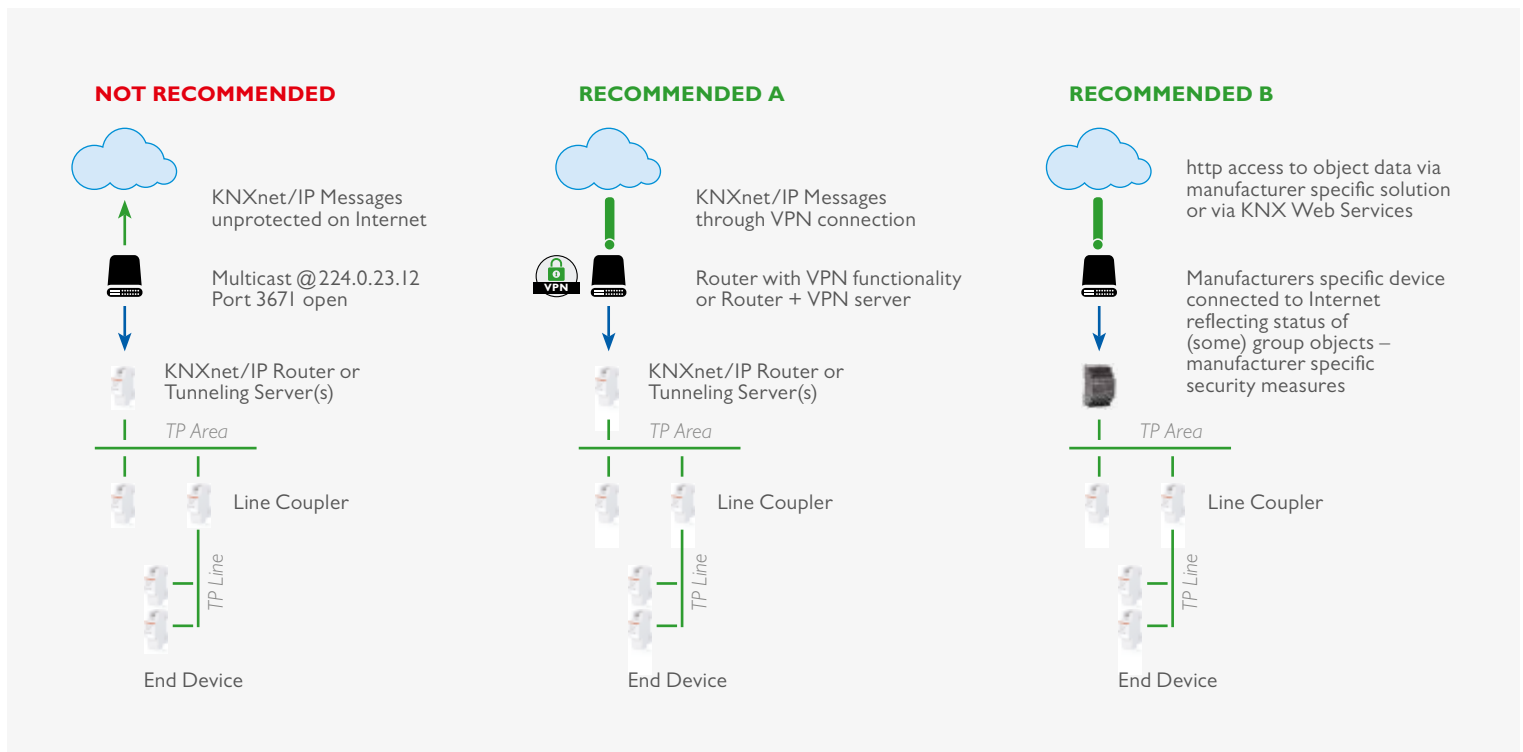 NOT RECOMMENDED
KNXnet/IP Messages
unprotected on Internet
Multicast @ 224.0.23.12
Port 3671 open
KNXnet/IP Router or
Tunneling Server(s)
TP Area
Line Coupler
TP Line
End Device
RECOMMENDED A
KNXnet/IP Messages
through VPN connection
VPN
Router with VPN functionality
or Router + VPN server
KNXnet/IP Router or
Tunneling Server(s)
TP Area
Line Coupler
TP Line
End Device
RECOMMENDED B
http access to object data via
manufacturer specific solution
or via KNX Web Services
Manufacturers specific device
connected to Internet
reflecting status of
(some) group objects –
manufacturer specific
security measures
TP Area
Line Coupler
TP Line
End Device